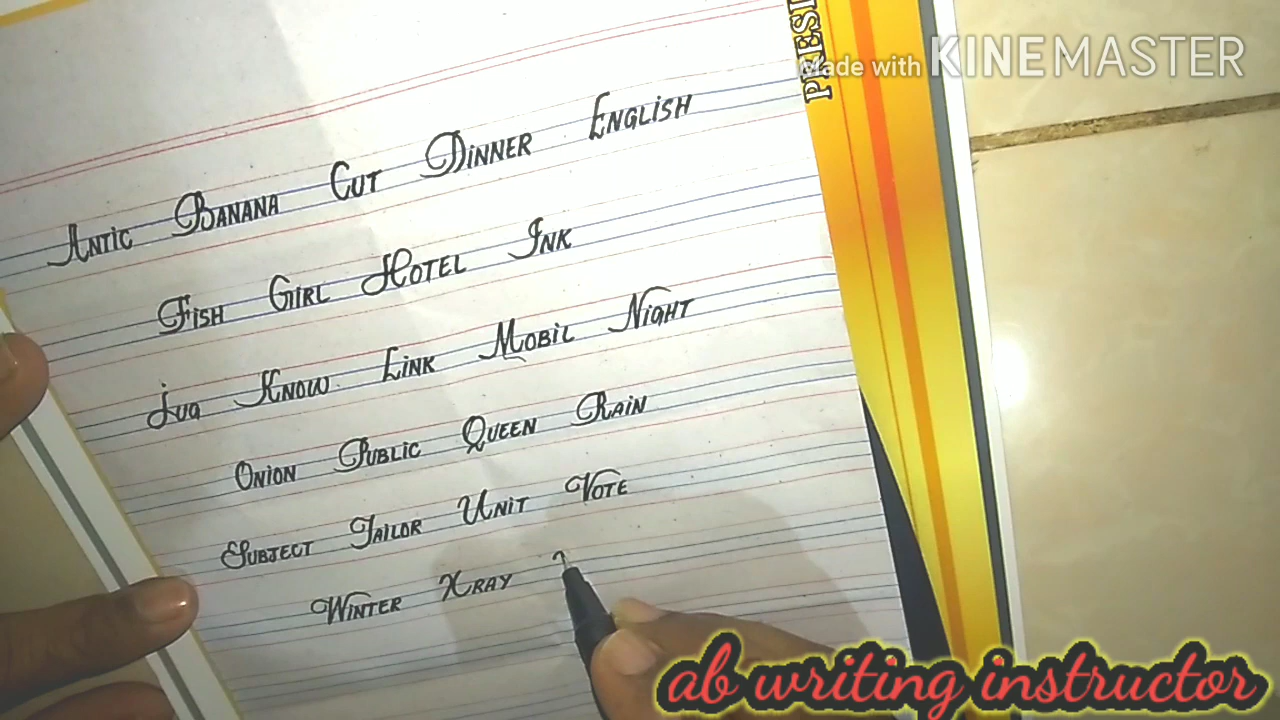 PRESI
Made with KINEMASTER
Antic Banana Cut Dinner English
Fish Girl Hotel Ink
Jug Know Link Mobil Night
Onion Public Queen Rain
Subject Tailor Unit Vote
Winter Xray
ab writing instructor